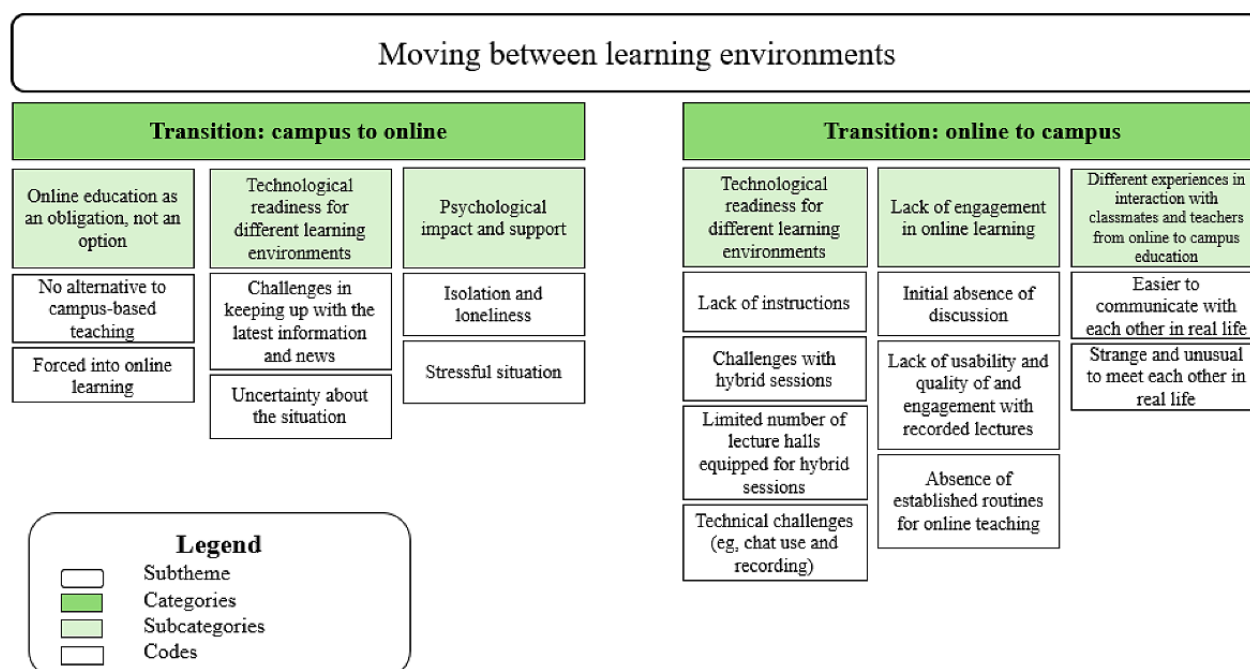 Moving between learning environments
Transition: campus to online
Online education as
an obligation, not an
option
No alternative to
campus-based
teaching
Forced into online
learning
Technological
readiness for
different learning
environments
Challenges in
keeping up with the
latest information
and news
Uncertainty about
the situation
Psychological
impact and support
Isolation and
loneliness
Stressful situation
Transition: online to campus
Technological
readiness for
different learning
environments
Lack of instructions
Challenges with
hybrid sessions
Limited number of
lecture halls
equipped for hybrid
sessions
Technical challenges
(eg, chat use and
recording)
Lack of engagement
in online learning
Initial absence of
discussion
Lack of usability and
quality of and
engagement with
recorded lectures
Absence of
established routines
for online teaching
Different experiences in
interaction with
classmates and teachers
from online to campus
education
Easier to
communicate with
each other in real life
Strange and unusual
to meet each other in
real life
Legend
Subtheme
Categories
Subcategories
Codes